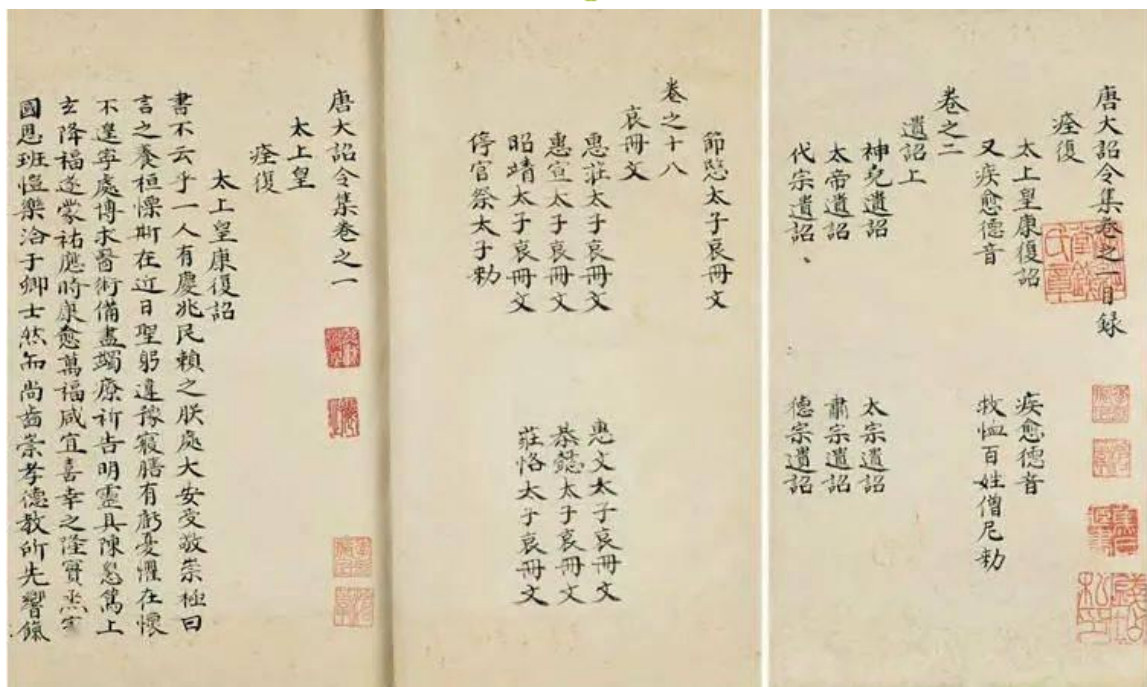 唐大詔令集卷之一目録
痊復
太上皇康復詔
疾愈德音
又疾愈德音
救恤百姓僧尼勑
卷之二
遺詔上
神堯遺詔
太宗遺詔
太帝遺詔
肅宗遺詔
代宗遺詔
德宗遺詔
節愍太子哀冊文
卷之十八
哀冊文
惠莊太子哀冊文
惠文太子哀冊文
惠宣太子哀冊文
恭懿太子哀冊文
昭靖太子哀冊文
莊恪太子哀冊文
停官祭太子勑
唐大詔令集卷之一
太上皇
痊復
太上皇康復詔
書不云乎一人有慶兆民賴之朕處大安受敬崇極日
言之養桓慄斯在近日聖躬違豫寢膳有虧憂懼在懷
不遑寧處博求醫術備盡蠲療祈告明靈具陳懇篤上
玄降福遂蒙祐應時康愈萬福咸宜喜幸之隆實
國恩班愷樂洽于卿士然而尚齒崇孝德教所先饗